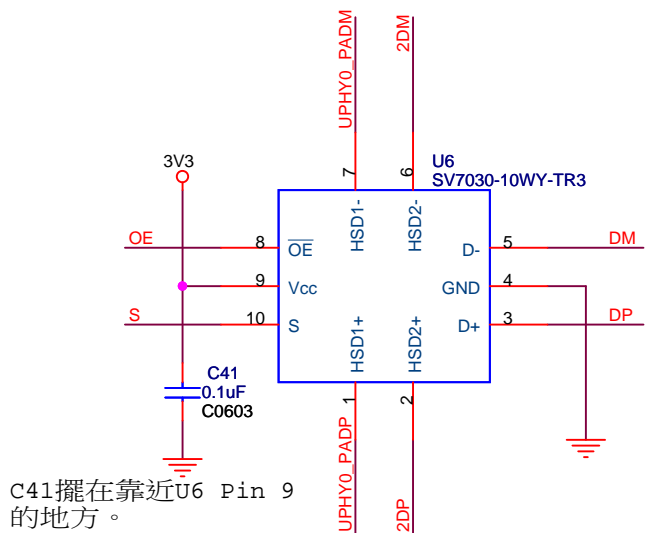 UPHY0_PADM
2DM
7
6
U6
SV7030-10WY-TR3
3V3
HSD1-
HSD2-
OE
8
OE
D-
5
DM
9
Vcc
GND
4
S
10
S
D+
3
DP
HSD1+
HSD2+
C41
0.1uF
C0603
1
2
UPHY0_PADP
2DP
C41擺在靠近U6 Pin 9
的地方。